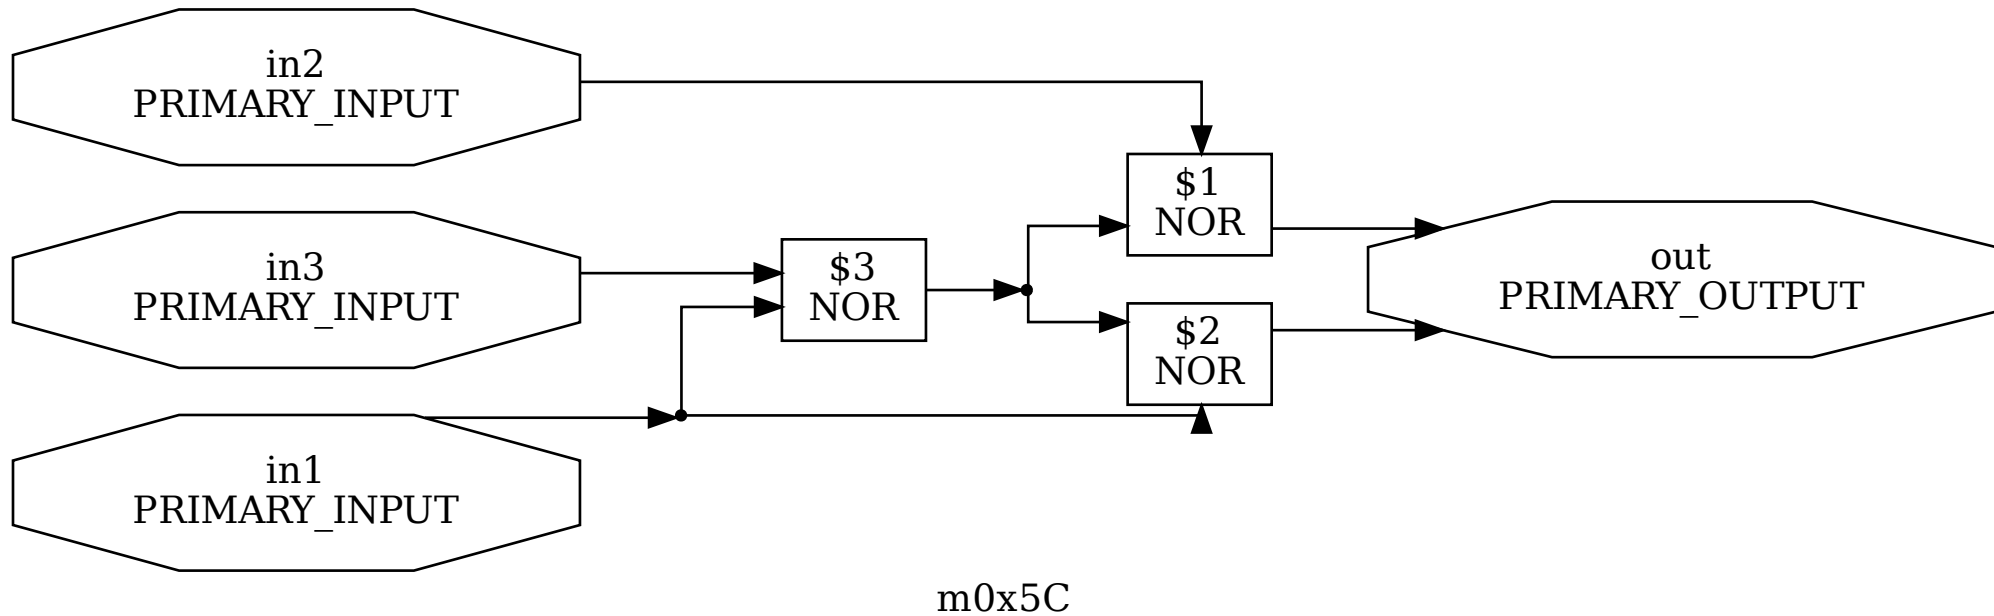 in2
PRIMARY_INPUT
in3
PRIMARY_INPUT
in1
PRIMARY_INPUT
$3
NOR
$1
NOR
$2
NOR
out
PRIMARY_OUTPUT
m0x5C